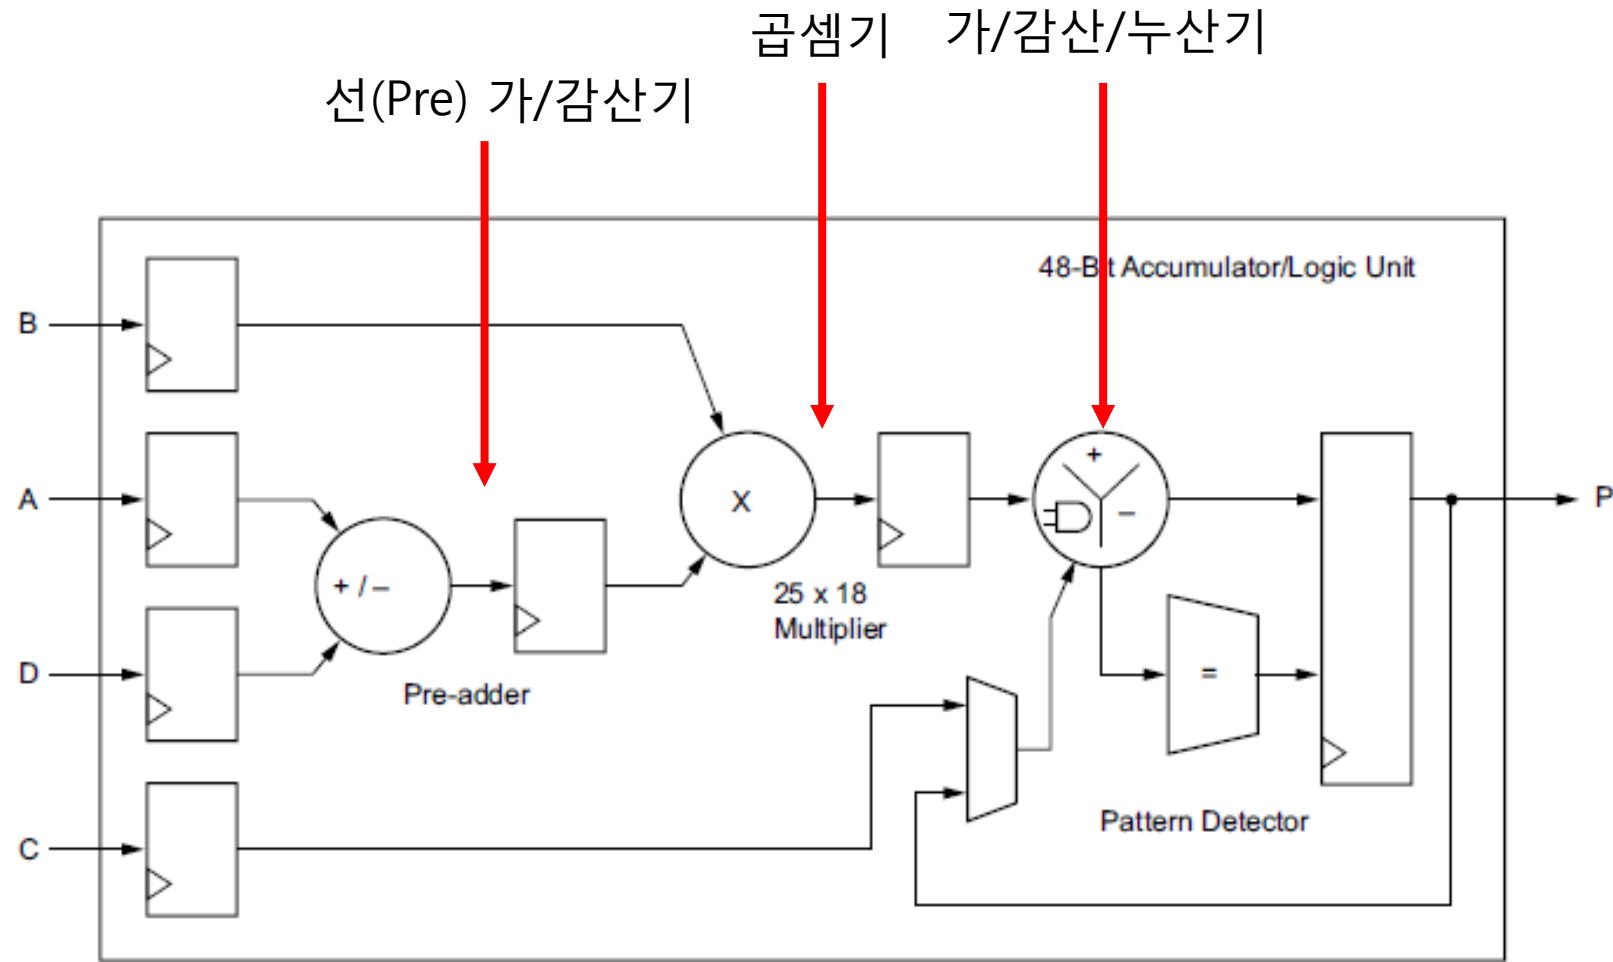 곱셈기 가/감산/누산기
선(Pre) 가/감산기
48-Bit Accumulator/Logic Unit
B
A
X
+
–
P
+ / –
25 x 18
Multiplier
D
Pre-adder
=
Pattern Detector
C